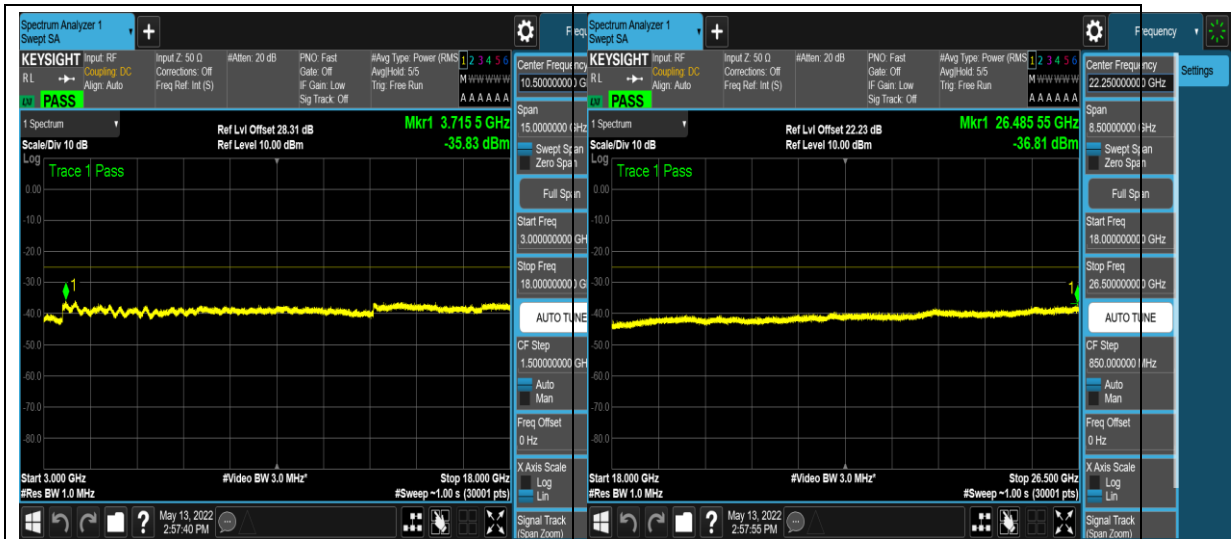 Spectrum Analyzer 1
Swept SA
+
KEYSIGHT
RL
Input: RF
Coupling: DC
Align: Auto
Input Z: 50 Ω
Corrections: Off
Freq Ref: Int (S)
#Atten: 20 dB
PNO: Fast
Gate: Off
IF Gain: Low
Sig Track: Off
#Avg Type: Power (RMS
Avg|Hold: 5/5
Trig: Free Run
1 2 3 4 5 6
M W W W W W
A A A A A A
PASS
1 Spectrum
Scale/Div 10 dB
Ref Lvl Offset 28.31 dB
Ref Level 10.00 dBm
Mkr1 3.715 5 GHz
-35.83 dBm
Log
Trace 1 Pass
0.00
-10.0
-20.0
-30.0
-40.0
-50.0
-60.0
-70.0
-80.0
1
Start 3.000 GHz
#Res BW 1.0 MHz
#Video BW 3.0 MHz*
Stop 18.000 GHz
#Sweep ~1.00 s (30001 pts)
May 13, 2022
2:57:40 PM
Center Frequency
10.50000000 G
Span
15.0000000 GHz
Swept Span
Zero Span
Full Span
Start Freq
3.000000000 GH
Stop Freq
18.00000000 G
AUTO TUNE
CF Step
1.500000000 GH
Auto
Man
Freq Offset
0 Hz
X Axis Scale
Log
Lin
Signal Track
(Span Zoom)
Spectrum Analyzer 1
Swept SA
+
Frequency
Settings
KEYSIGHT
RL
Input: RF
Coupling: DC
Align: Auto
Input Z: 50 Ω
Corrections: Off
Freq Ref: Int (S)
#Atten: 20 dB
PNO: Fast
Gate: Off
IF Gain: Low
Sig Track: Off
#Avg Type: Power (RMS
Avg|Hold: 5/5
Trig: Free Run
1 2 3 4 5 6
M W W W W W
A A A A A A
PASS
1 Spectrum
Scale/Div 10 dB
Ref Lvl Offset 22.23 dB
Ref Level 10.00 dBm
Mkr1 26.485 55 GHz
-36.81 dBm
Log
Trace 1 Pass
0.00
-10.0
-20.0
-30.0
-40.0
-50.0
-60.0
-70.0
-80.0
1
Start 18.000 GHz
#Res BW 1.0 MHz
#Video BW 3.0 MHz*
Stop 26.500 GHz
#Sweep ~1.00 s (30001 pts)
May 13, 2022
2:57:55 PM
Center Frequency
22.250000000 GHz
Span
8.50000000 GHz
Swept Span
Zero Span
Full Span
Start Freq
18.000000000 GHz
Stop Freq
26.500000000 GHz
AUTO TUNE
CF Step
850.000000 MHz
Auto
Man
Freq Offset
0 Hz
X Axis Scale
Log
Lin
Signal Track
(Span Zoom)